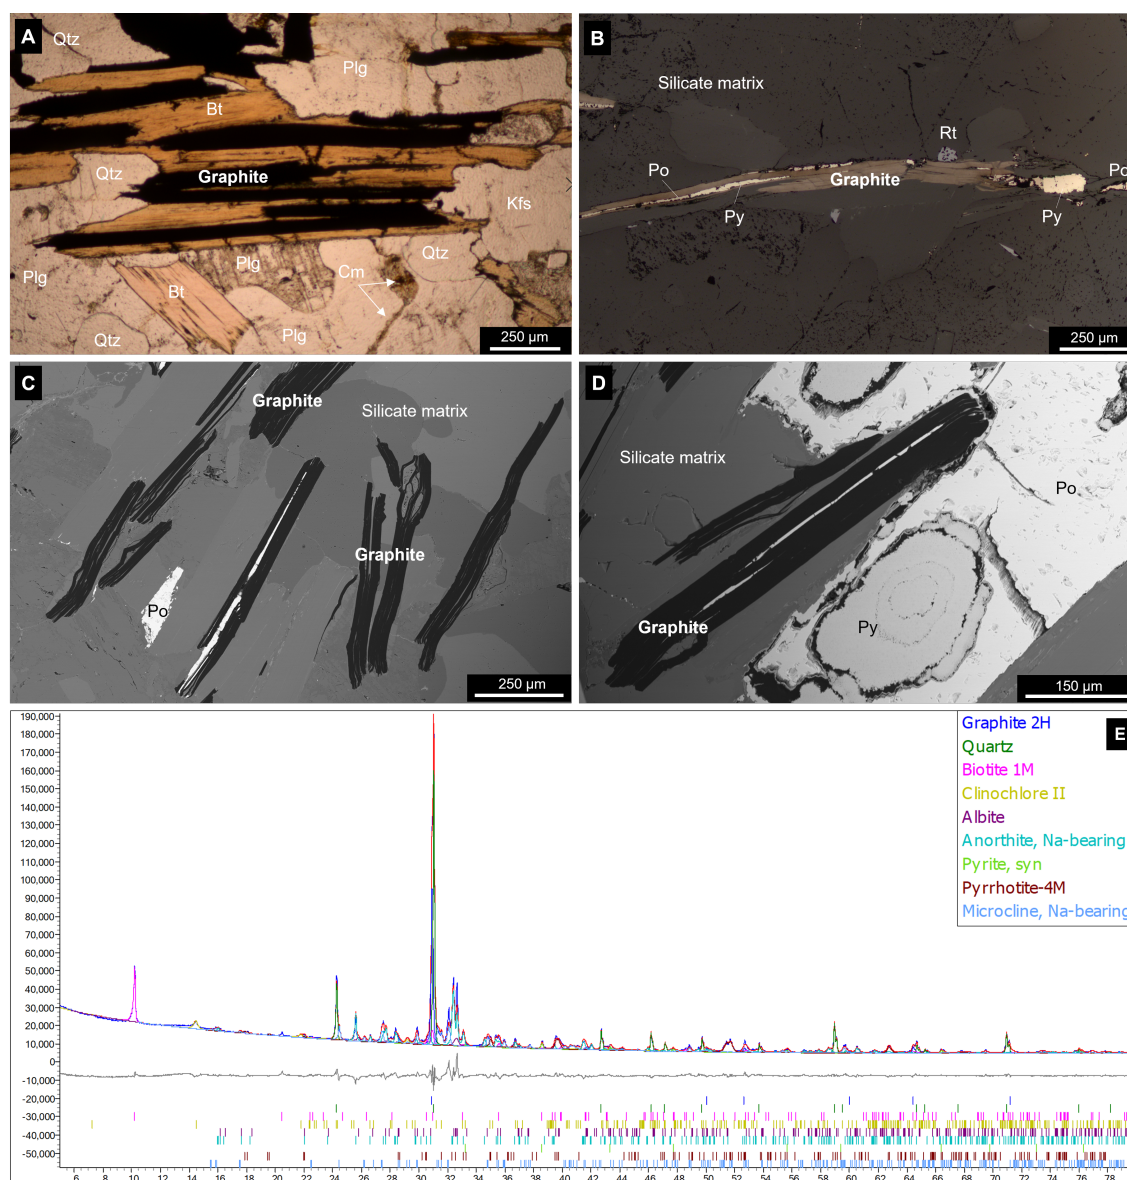 A
Qtz
Plg
Bt
Qtz
Graphite
Kfs
Qtz
Plg
Cm
Plg
Bt
Plg
Qtz
250 µm
B
Silicate matrix
Rt
Po
Graphite
Po
Py
Py
250 µm
C
Graphite
Silicate matrix
Graphite
Po
250 µm
D
Silicate matrix
Po
Graphite
Py
150 µm
E
Graphite 2H
Quartz
Biotite 1M
Clinochlore II
Albite
Anorthite, Na-bearing
Pyrite, syn
Pyrrhotite-4M
Microcline, Na-bearing
190,000
180,000
170,000
160,000
150,000
140,000
130,000
120,000
110,000
100,000
90,000
80,000
70,000
60,000
50,000
40,000
30,000
20,000
10,000
0
-10,000
-20,000
-30,000
-40,000
-50,000
6 8 10 12 14 16 18 20 22 24 26 28 30 32 34 36 38 40 42 44 46 48 50 52 54 56 58 60 62 64 66 68 70 72 74 76 78